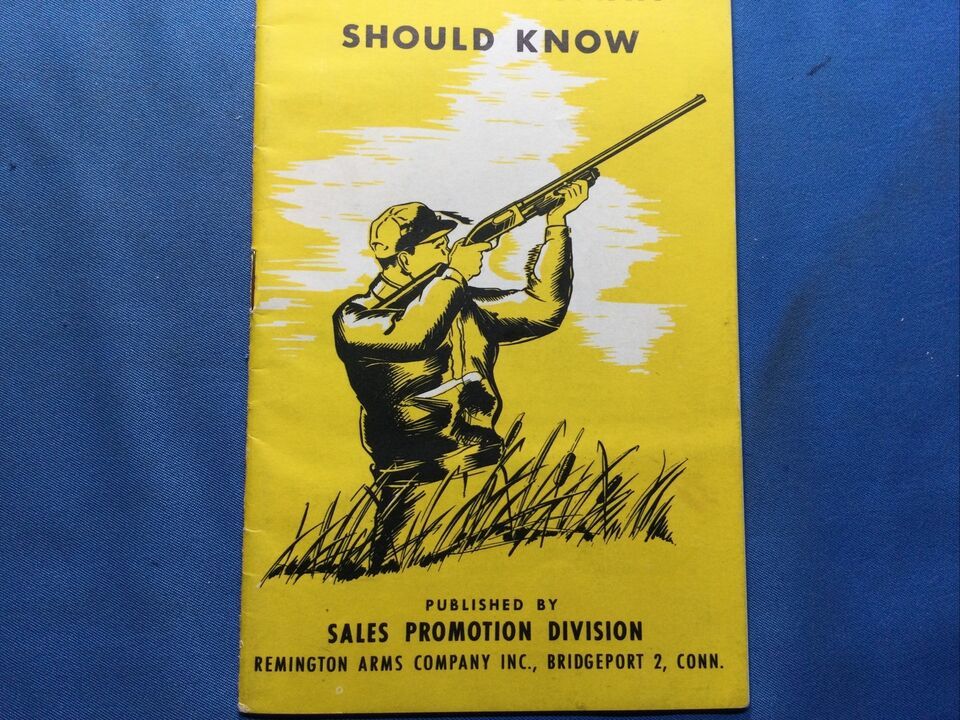 SHOULD KNOW
PUBLISHED BY
SALES PROMOTION DIVISION
REMINGTON ARMS COMPANY INC., BRIDGEPORT 2, CONN.